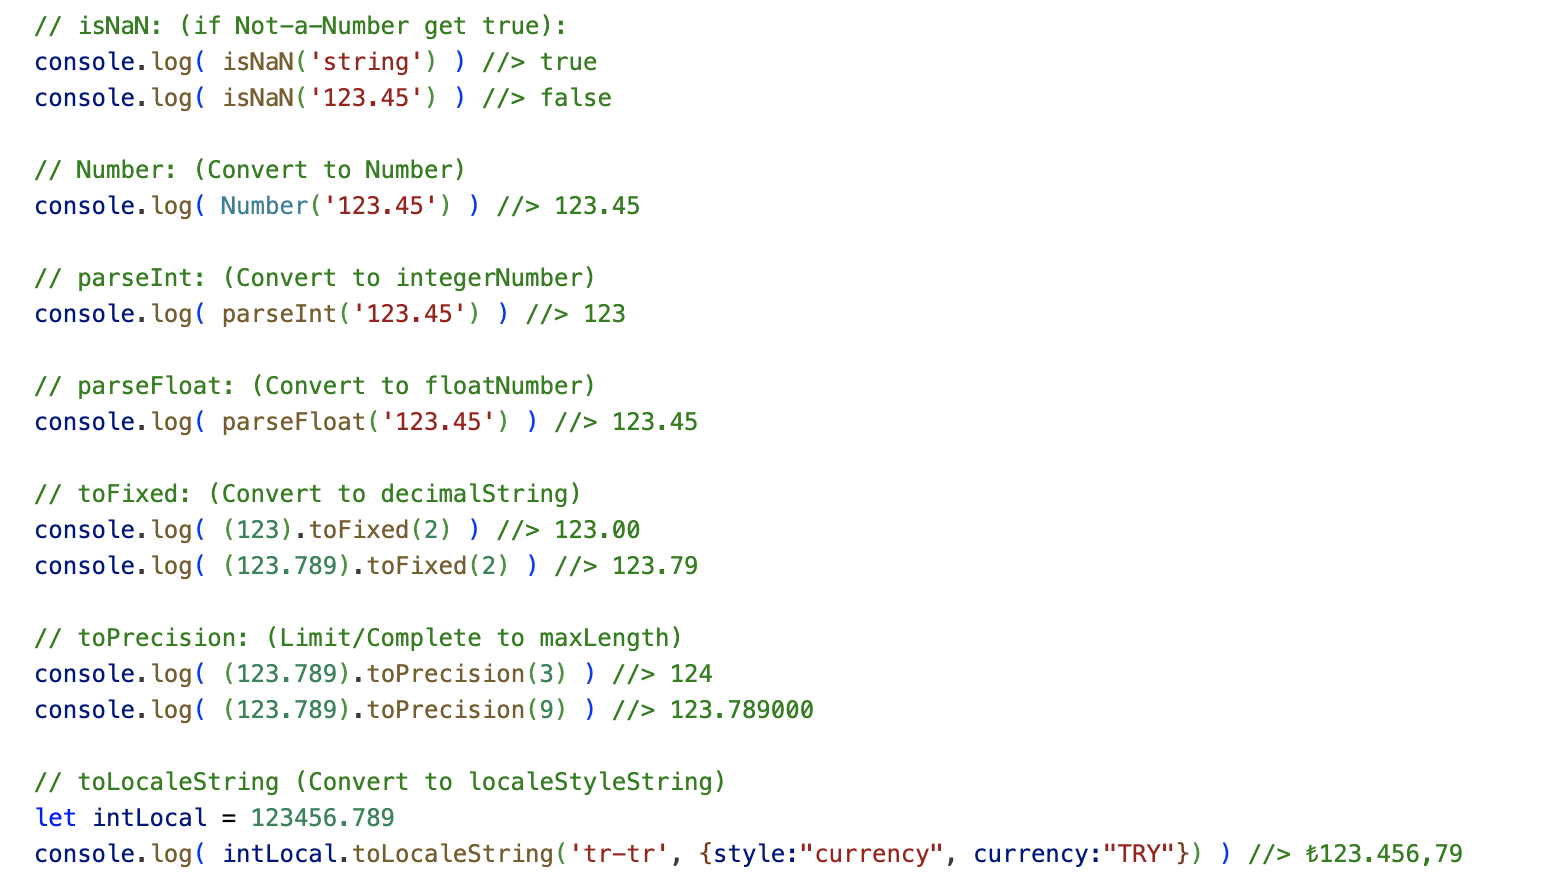 // isNaN: (if Not-a-Number get true):
console.log( isNaN('string') ) //> true
console.log( isNaN('123.45') ) //> false
// Number: (Convert to Number)
console.log( Number('123.45') ) //> 123.45
// parseInt: (Convert to integerNumber)
console.log( parseInt('123.45') ) //> 123
// parseFloat: (Convert to floatNumber)
console.log( parseFloat('123.45') ) //> 123.45
// toFixed: (Convert to decimalString)
console.log( (123).toFixed(2) ) //> 123.00
console.log( (123.789).toFixed(2) ) //> 123.79
// toPrecision: (Limit/Complete to maxLength)
console.log( (123.789).toPrecision(3) ) //> 124
console.log( (123.789).toPrecision(9) ) //> 123.789000
// toLocaleString (Convert to localeStyleString)
let intLocal = 123456.789
console.log( intLocal.toLocaleString('tr-tr', {style:"currency", currency:"TRY"}) ) //> ₺123.456,79